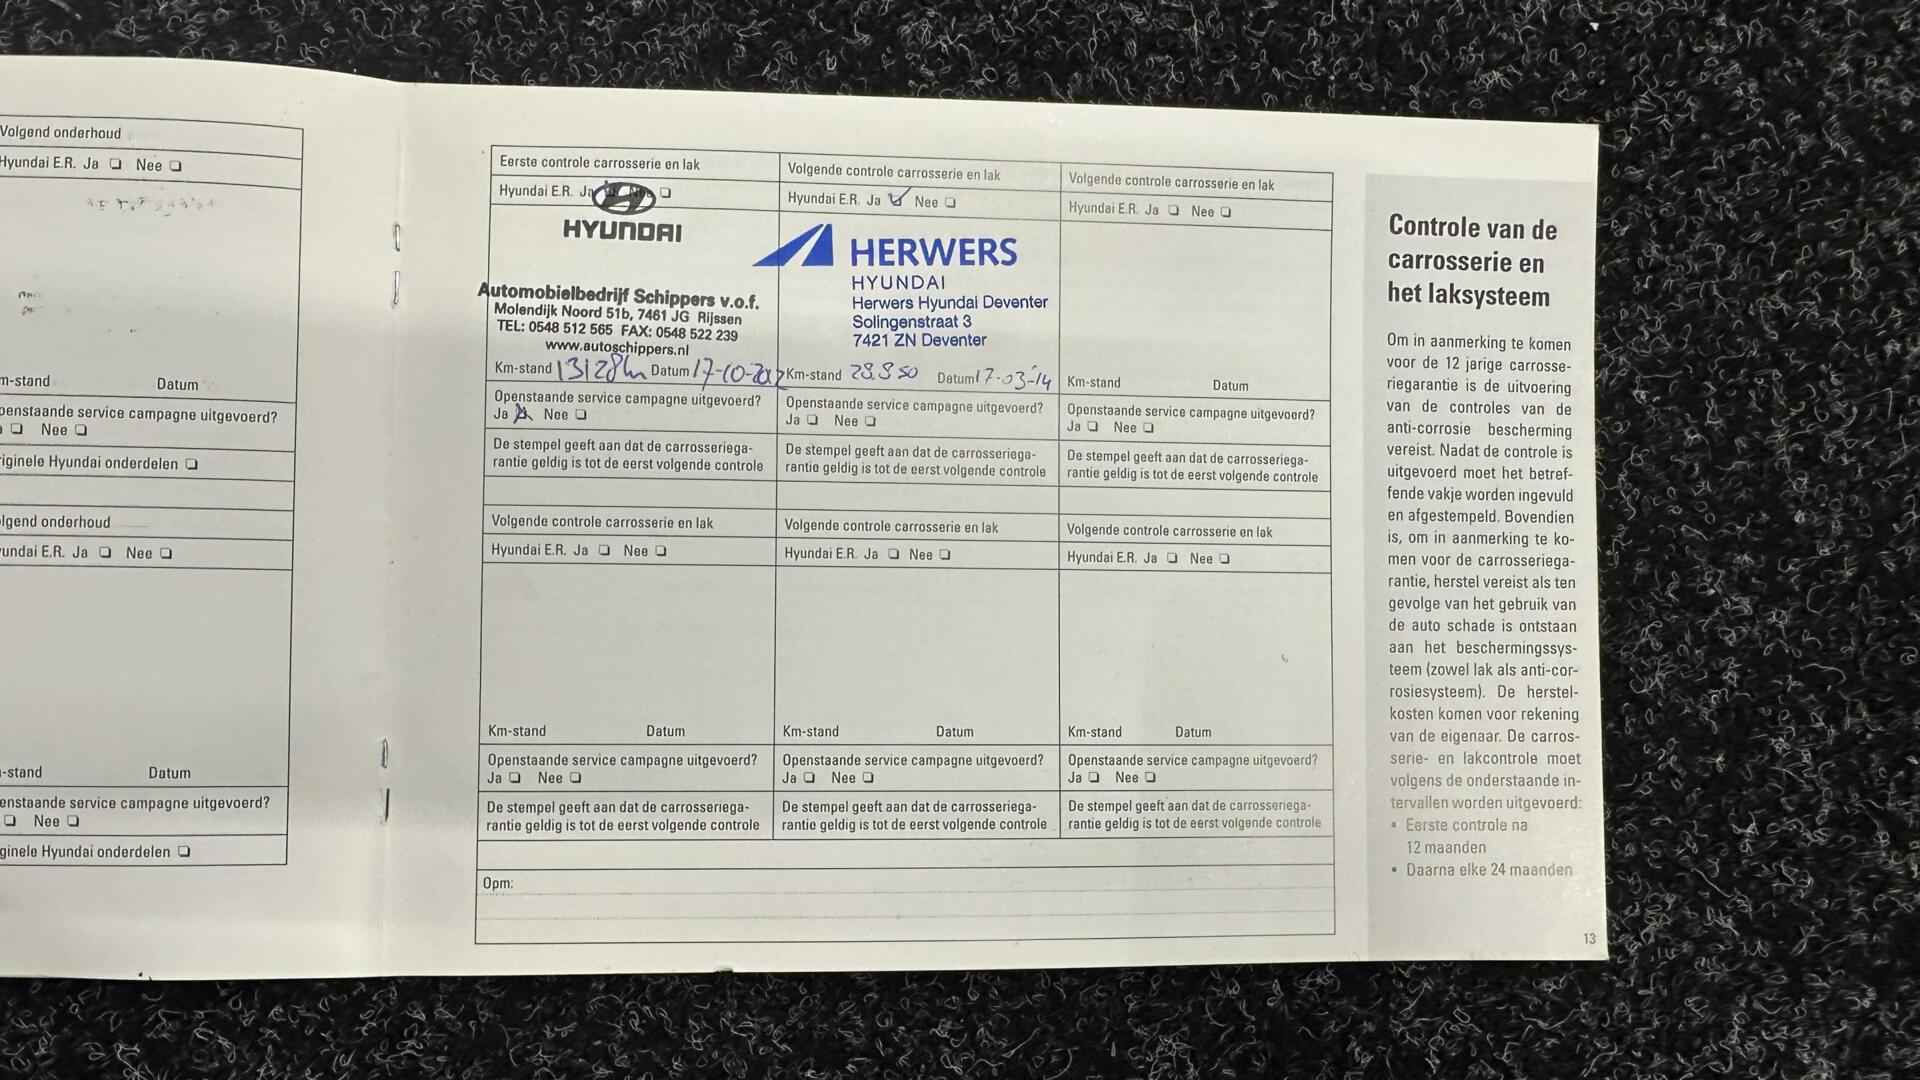 Volgend onderhoud
Hyundai E.R. Ja ❏ Nee ❏
m-stand Datum
penstaande service campagne uitgevoerd?
❏ Nee ❏
iginele Hyundai onderdelen ❏
lgend onderhoud
undai E.R. Ja ❏ Nee ❏
-stand Datum
enstaande service campagne uitgevoerd?
❏ Nee ❏
ginele Hyundai onderdelen ❏
Eerste controle carrosserie en lak
Hyundai E.R. Ja Nee ❏
HYUNDAI
Automobielbedrijf Schippers v.o.f.
Molendijk Noord 51b, 7461 JG Rijssen
TEL: 0548 512 565 FAX: 0548 522 239
www.autoschippers.nl
Km-stand 13128km Datum 17-10-2012
Openstaande service campagne uitgevoerd?
Ja ❏ Nee ❏
De stempel geeft aan dat de carrosseriega-
rantie geldig is tot de eerst volgende controle
Volgende controle carrosserie en lak
Hyundai E.R. Ja ❏ Nee ❏
HERWERS
HYUNDAI
Herwers Hyundai Deventer
Solingenstraat 3
7421 ZN Deventer
Km-stand 28.850 Datum 17-03-14
Openstaande service campagne uitgevoerd?
Ja ❏ Nee ❏
De stempel geeft aan dat de carrosseriega-
rantie geldig is tot de eerst volgende controle
Volgende controle carrosserie en lak
Hyundai E.R. Ja ❏ Nee ❏
Km-stand Datum
Openstaande service campagne uitgevoerd?
Ja ❏ Nee ❏
De stempel geeft aan dat de carrosseriega-
rantie geldig is tot de eerst volgende controle
Volgende controle carrosserie en lak
Hyundai E.R. Ja ❏ Nee ❏
Km-stand Datum
Openstaande service campagne uitgevoerd?
Ja ❏ Nee ❏
De stempel geeft aan dat de carrosseriega-
rantie geldig is tot de eerst volgende controle
Volgende controle carrosserie en lak
Hyundai E.R. Ja ❏ Nee ❏
Km-stand Datum
Openstaande service campagne uitgevoerd?
Ja ❏ Nee ❏
De stempel geeft aan dat de carrosseriega-
rantie geldig is tot de eerst volgende controle
Volgende controle carrosserie en lak
Hyundai E.R. Ja ❏ Nee ❏
Km-stand Datum
Openstaande service campagne uitgevoerd?
Ja ❏ Nee ❏
De stempel geeft aan dat de carrosseriega-
rantie geldig is tot de eerst volgende controle
Opm:
Controle van de
carrosserie en
het laksysteem
Om in aanmerking te komen
voor de 12 jarige carrosse-
riegarantie is de uitvoering
van de controles van de
anti-corrosie bescherming
vereist. Nadat de controle is
uitgevoerd moet het betref-
fende vakje worden ingevuld
en afgestempeld. Bovendien
is, om in aanmerking te ko-
men voor de carrosseriega-
rantie, herstel vereist als ten
gevolge van het gebruik van
de auto schade is ontstaan
aan het beschermingssys-
teem (zowel lak als anti-cor-
rosiesysteem). De herstel-
kosten komen voor rekening
van de eigenaar. De carros-
serie- en lakcontrole moet
volgens de onderstaande in-
tervallen worden uitgevoerd:
• Eerste controle na
12 maanden
• Daarna elke 24 maanden
13